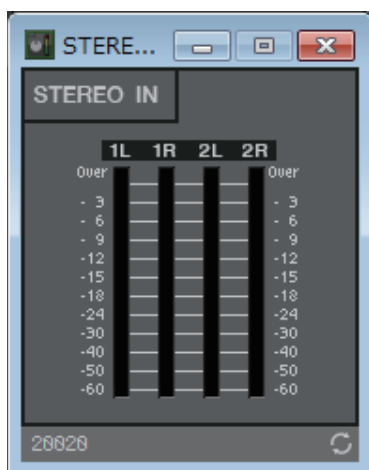 STERE...
STEREO IN
1L 1R 2L 2R
Over Over
- 3 - 3
- 6 - 6
- 9 - 9
-12 -12
-15 -15
-18 -18
-24 -24
-30 -30
-40 -40
-50 -50
-60 -60
20020